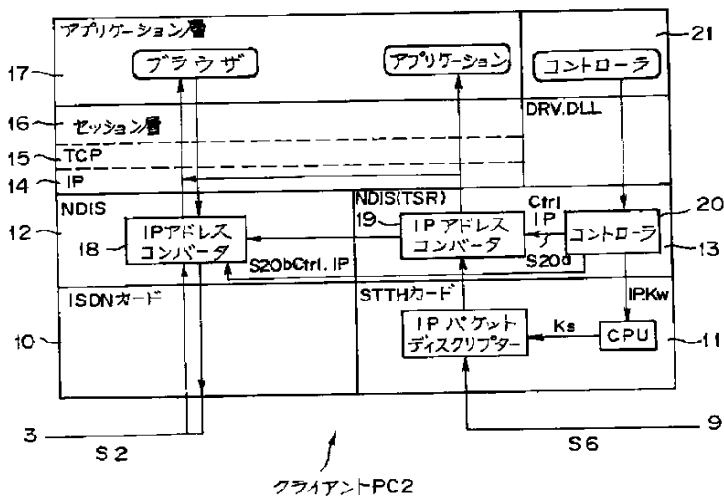 アプリケーション層
21
17
ブラウザ
アプリケーション
コントローラ
16
セッション層
DRV.DLL
15
TCP
14
IP
NDIS
NDIS(TSR)
Ctrl
IP
20
12
18
IPアドレス
コンバータ
19
IPアドレス
コンバータ
コントローラ
13
S20bCtrl.IP
S20a
ISDNカード
STTHカード
IP.Kw
10
IPパケット
ディスクリプター
Ks
CPU
11
3
S2
S6
9
クライアントPC2